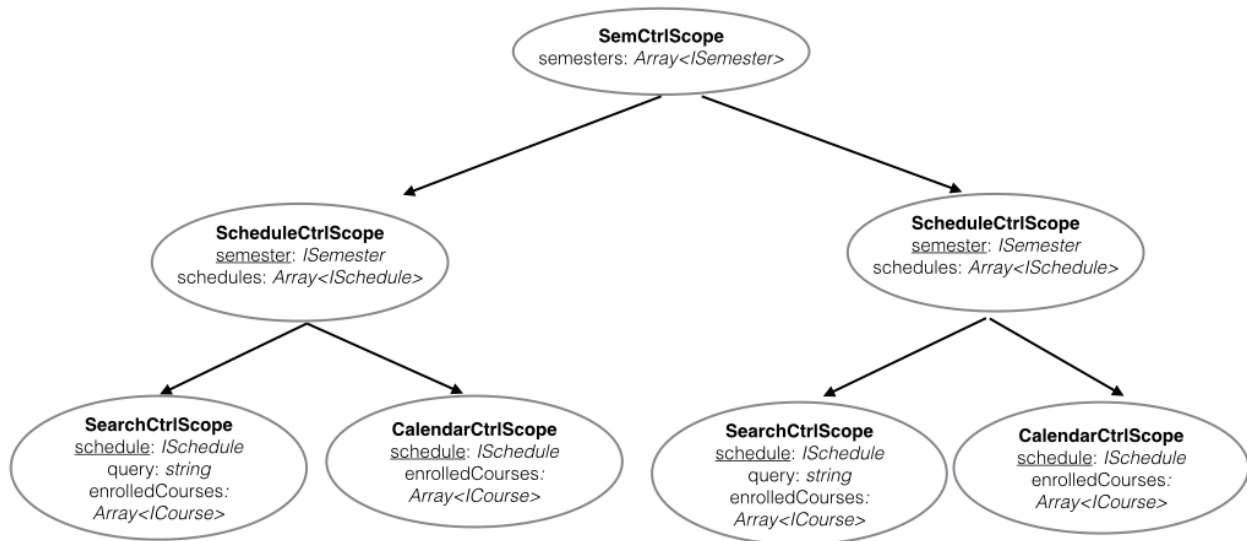 SemCtrlScope
semesters: Array<ISemester>
ScheduleCtrlScope
semester: ISemester
schedules: Array<ISchedule>
ScheduleCtrlScope
semester: ISemester
schedules: Array<ISchedule>
SearchCtrlScope
schedule: ISchedule
query: string
enrolledCourses:
Array<ICourse>
CalendarCtrlScope
schedule: ISchedule
enrolledCourses:
Array<ICourse>
SearchCtrlScope
schedule: ISchedule
query: string
enrolledCourses:
Array<ICourse>
CalendarCtrlScope
schedule: ISchedule
enrolledCourses:
Array<ICourse>